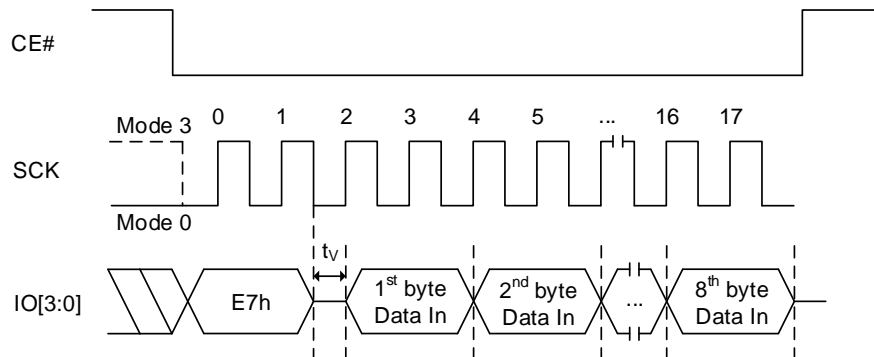 CE#
0 1 2 3 4 5 ... 16 17
Mode 3
SCK
Mode 0
tV
IO[3:0]
E7h
1st byte
Data In
2nd byte
Data In
...
8th byte
Data In